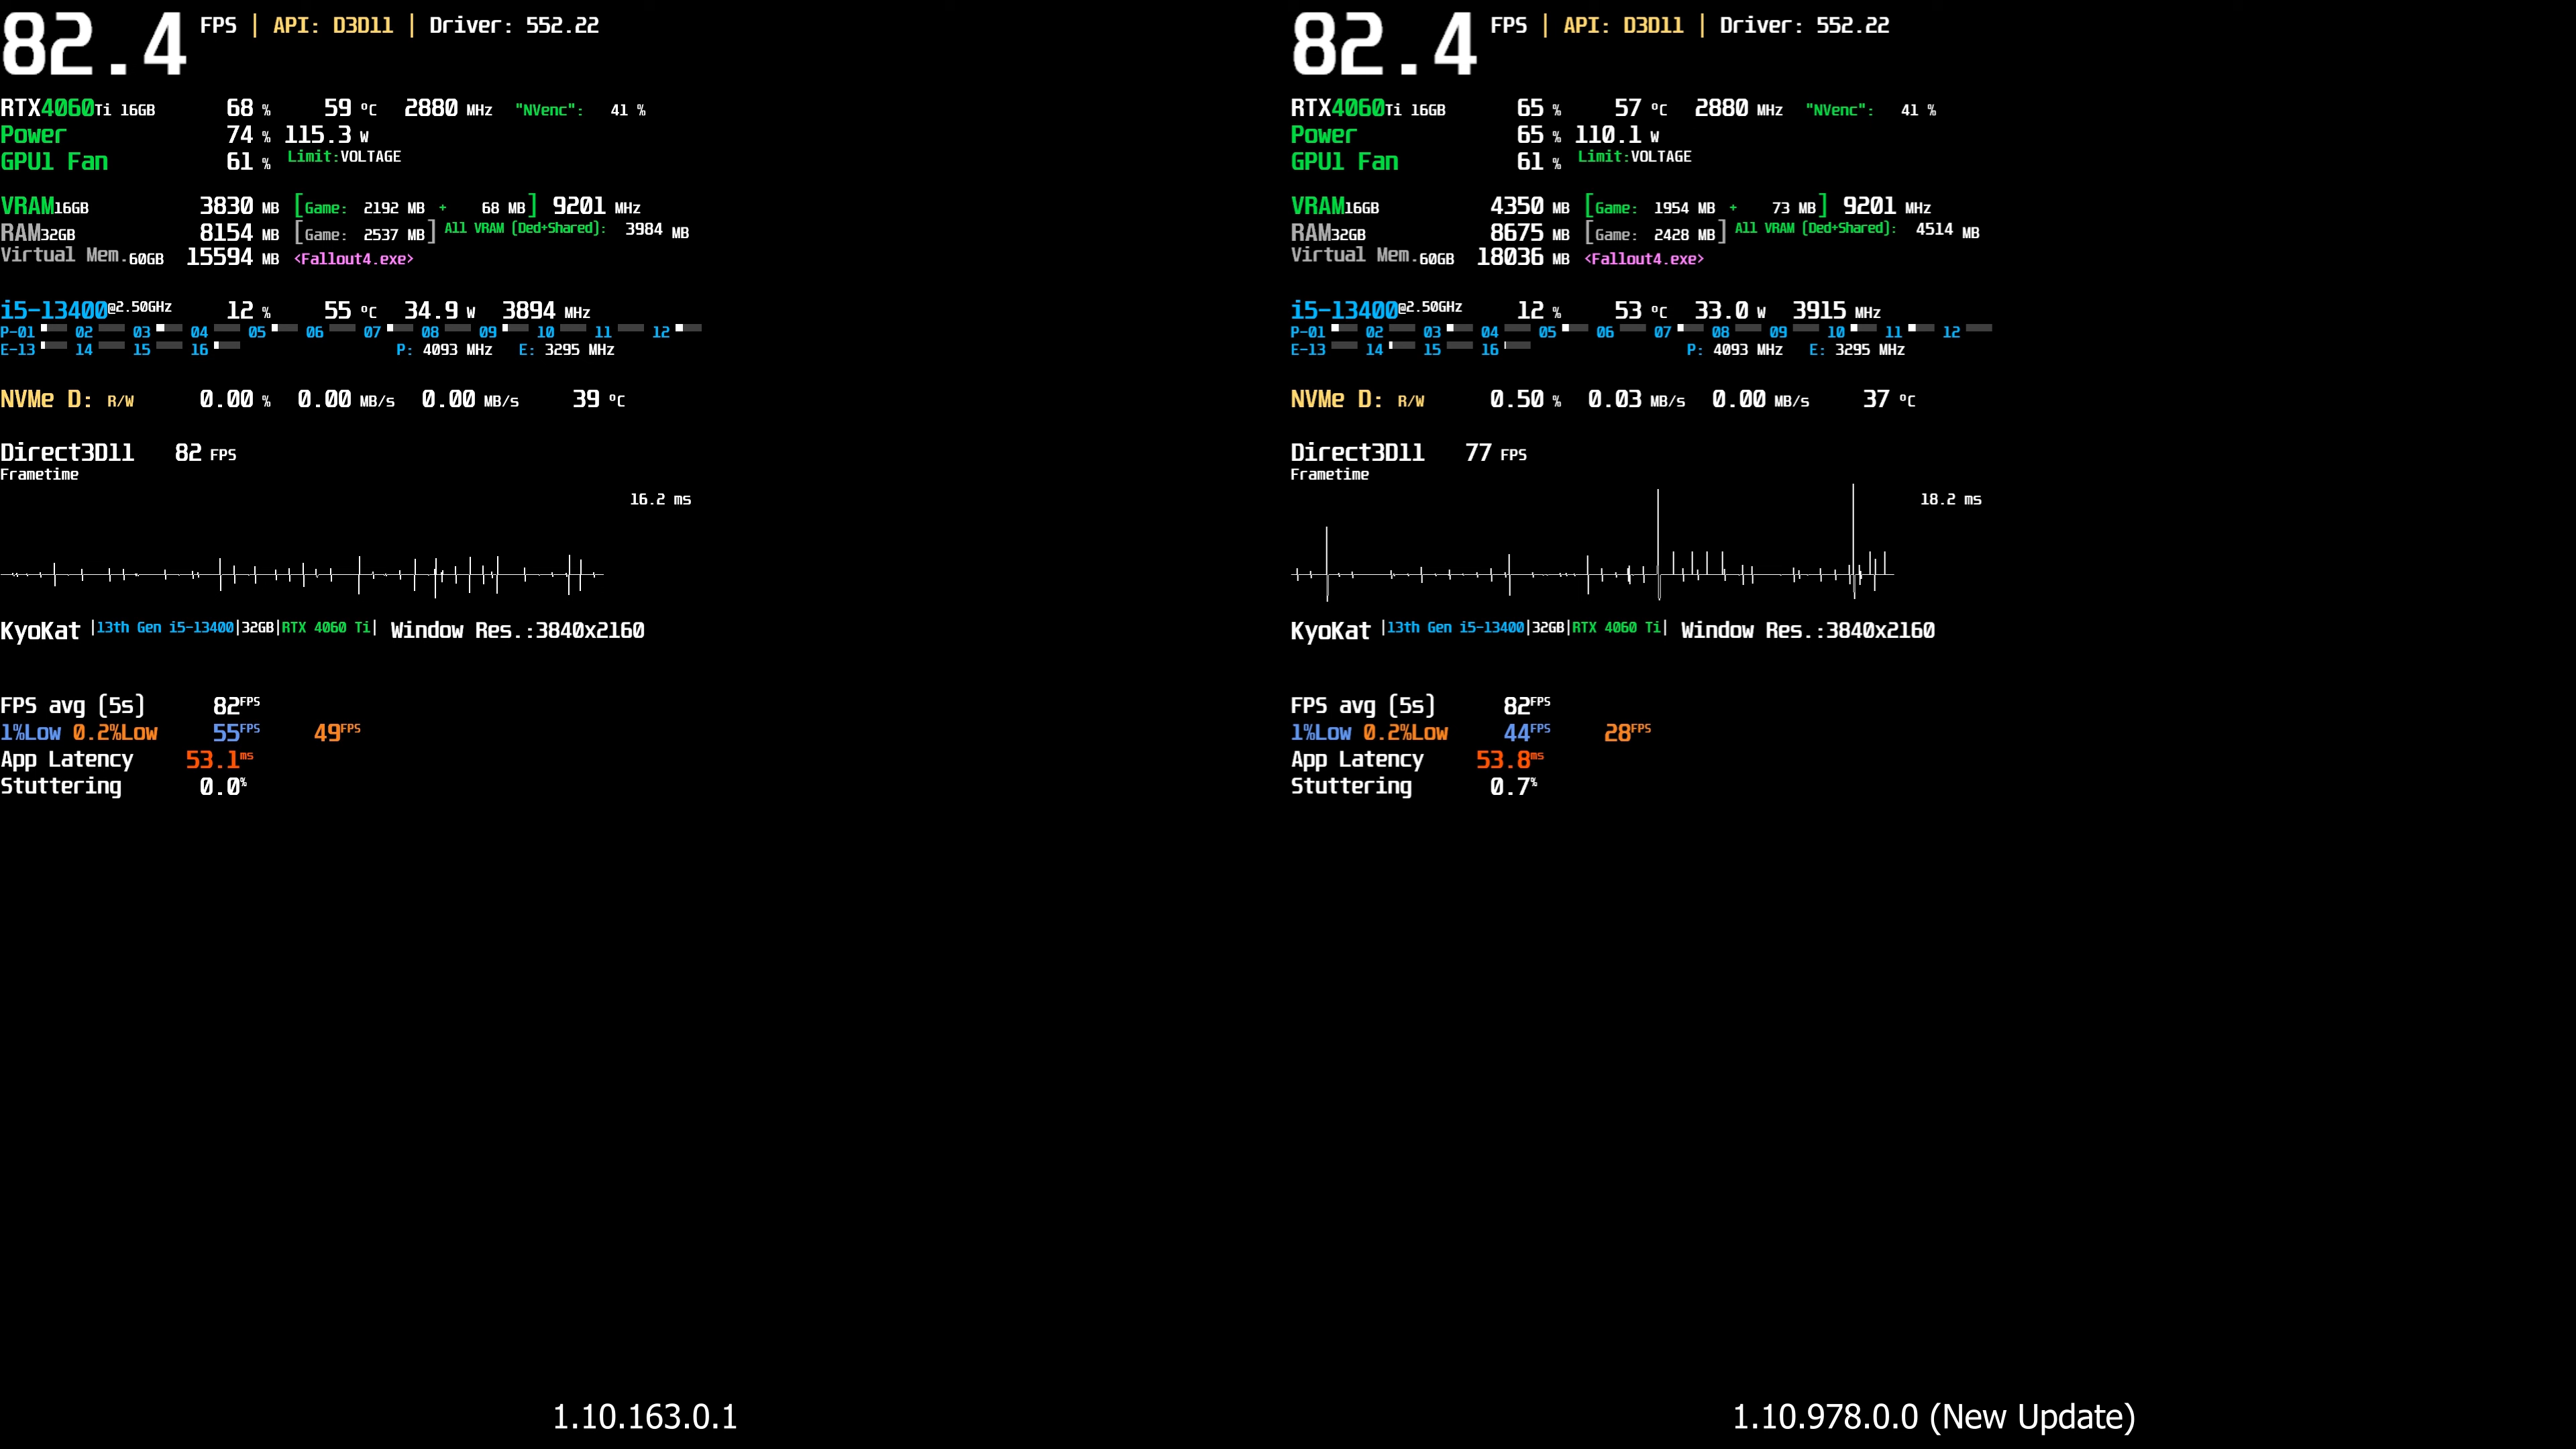 82.4 FPS | API: D3D11 | Driver: 552.22
RTX4060Ti 16GB 68 % 59 ºC 2880 MHz "NVenc": 41 %
Power 74 % 115.3 W
GPU1 Fan 61 % Limit:VOLTAGE
VRAM16GB 3830 MB [Game: 2192 MB + 68 MB] 9201 MHz
RAM32GB 8154 MB [Game: 2537 MB] All VRAM (Ded+Shared): 3984 MB
Virtual Mem.60GB 15594 MB <Fallout4.exe>
i5-13400@2.50GHz 12 % 55 ºC 34.9 W 3894 MHz
P-01 02 03 04 05 06 07 08 09 10 11 12
E-13 14 15 16 P: 4093 MHz E: 3295 MHz
NVMe D: R/W 0.00 % 0.00 MB/s 0.00 MB/s 39 ºC
Direct3D11 82 FPS
Frametime
16.2 ms
KyoKat |13th Gen i5-13400|32GB|RTX 4060 Ti| Window Res.:3840x2160
FPS avg (5s) 82FPS
1%Low 0.2%Low 55FPS 49FPS
App Latency 53.1ms
Stuttering 0.0%
1.10.163.0.1
82.4 FPS | API: D3D11 | Driver: 552.22
RTX4060Ti 16GB 65 % 57 ºC 2880 MHz "NVenc": 41 %
Power 65 % 110.1 W
GPU1 Fan 61 % Limit:VOLTAGE
VRAM16GB 4350 MB [Game: 1954 MB + 73 MB] 9201 MHz
RAM32GB 8675 MB [Game: 2428 MB] All VRAM (Ded+Shared): 4514 MB
Virtual Mem.60GB 18036 MB <Fallout4.exe>
i5-13400@2.50GHz 12 % 53 ºC 33.0 W 3915 MHz
P-01 02 03 04 05 06 07 08 09 10 11 12
E-13 14 15 16 P: 4093 MHz E: 3295 MHz
NVMe D: R/W 0.50 % 0.03 MB/s 0.00 MB/s 37 ºC
Direct3D11 77 FPS
Frametime
18.2 ms
KyoKat |13th Gen i5-13400|32GB|RTX 4060 Ti| Window Res.:3840x2160
FPS avg (5s) 82FPS
1%Low 0.2%Low 44FPS 28FPS
App Latency 53.8ms
Stuttering 0.7%
1.10.978.0.0 (New Update)